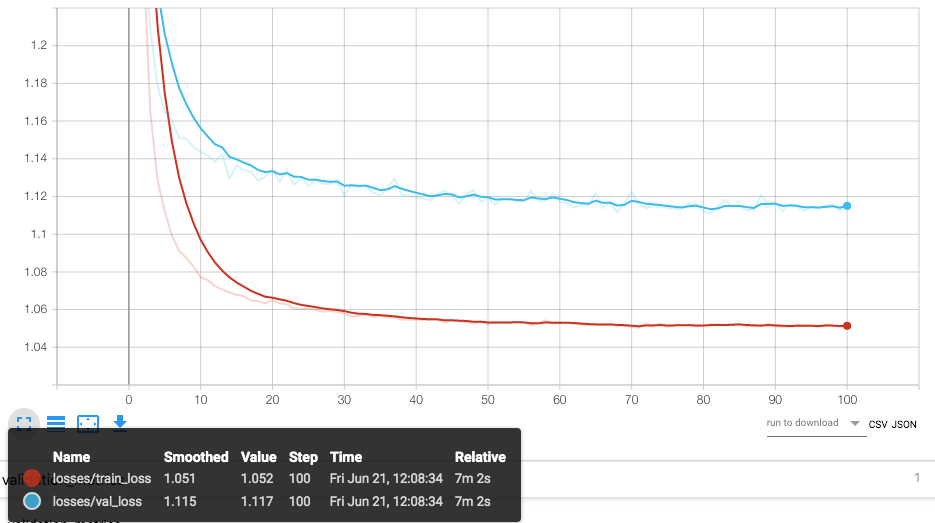 1.2
1.18
1.16
1.14
1.12
1.1
1.08
1.06
1.04
0 10 20 30 40 50 60 70 80 90 100
run to download CSV JSON
Name Smoothed Value Step Time Relative
losses/train_loss 1.051 1.052 100 Fri Jun 21, 12:08:34 7m 2s
losses/val_loss 1.115 1.117 100 Fri Jun 21, 12:08:34 7m 2s
1